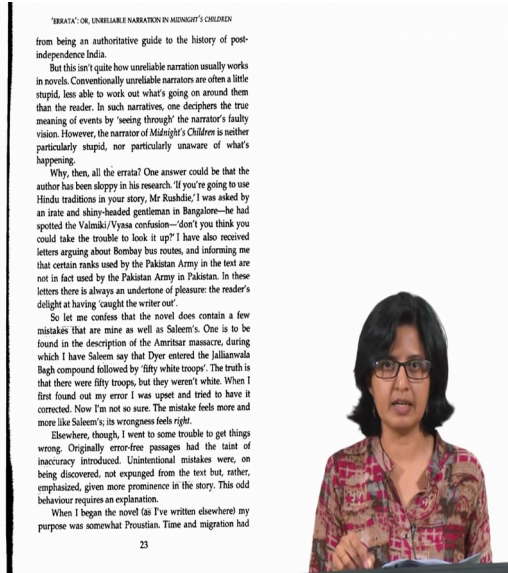 'ERRATA': OR, UNRELIABLE NARRATION IN MIDNIGHT'S CHILDREN
from being an authoritative guide to the history of post-
independence India.
But this isn't quite how unreliable narration usually works
in novels. Conventionally unreliable narrators are often a little
stupid, less able to work out what's going on around them
than the reader. In such narratives, one deciphers the true
meaning of events by 'seeing through' the narrator's faulty
vision. However, the narrator of Midnight's Children is neither
particularly stupid, nor particularly unaware of what's
happening.
Why, then, all the errata? One answer could be that the
author has been sloppy in his research. 'If you're going to use
Hindu traditions in your story, Mr Rushdie,' I was asked by
an irate and shiny-headed gentleman in Bangalore—he had
spotted the Valmiki/Vyasa confusion—'don't you think you
could take the trouble to look it up?' I have also received
letters arguing about Bombay bus routes, and informing me
that certain ranks used by the Pakistan Army in the text are
not in fact used by the Pakistan Army in Pakistan. In these
letters there is always an undertone of pleasure: the reader's
delight at having 'caught the writer out'.
So let me confess that the novel does contain a few
mistakes that are mine as well as Saleem's. One is to be
found in the description of the Amritsar massacre, during
which I have Saleem say that Dyer entered the Jallianwala
Bagh compound followed by 'fifty white troops'. The truth is
that there were fifty troops, but they weren't white. When I
first found out my error I was upset and tried to have it
corrected. Now I'm not so sure. The mistake feels more and
more like Saleem's; its wrongness feels right.
Elsewhere, though, I went to some trouble to get things
wrong. Originally error-free passages had the taint of
inaccuracy introduced. Unintentional mistakes were, on
being discovered, not expunged from the text but, rather,
emphasized, given more prominence in the story. This odd
behaviour requires an explanation.
When I began the novel (as I've written elsewhere) my
purpose was somewhat Proustian. Time and migration had
23